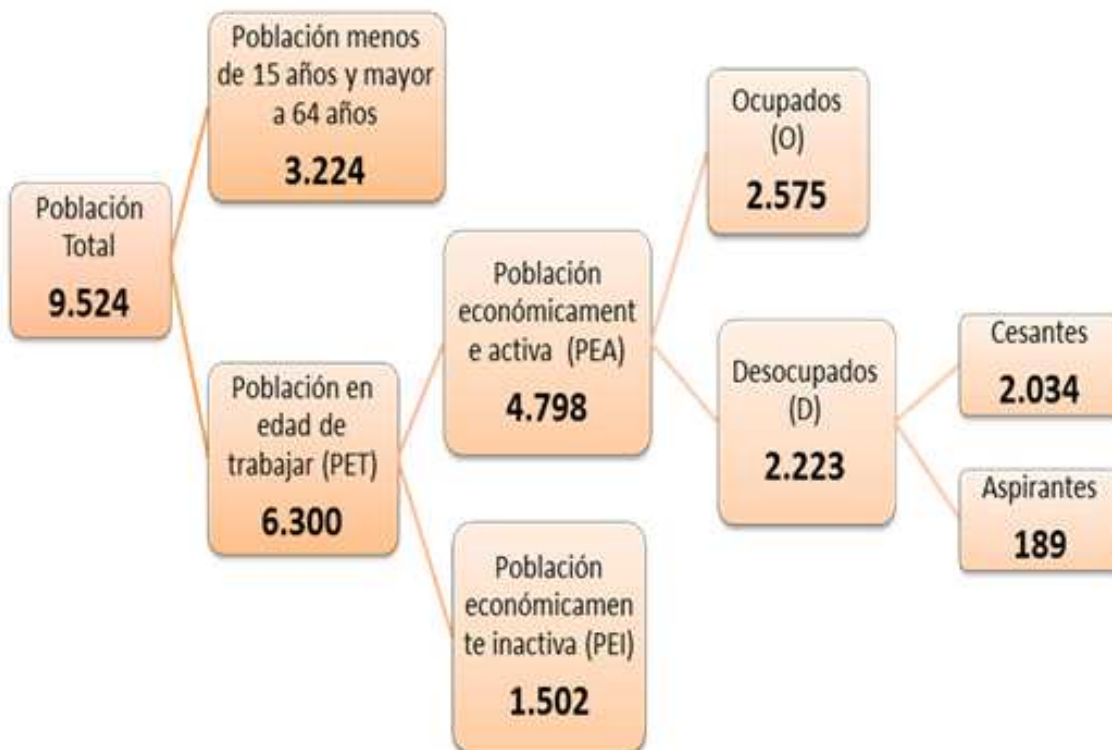 Población
Total
9.524
Población menos
de 15 años y mayor
a 64 años
3.224
Población en
edad de
trabajar (PET)
6.300
Población
económicament
e activa (PEA)
4.798
Población
económicamen
te inactiva (PEI)
1.502
Ocupados
(O)
2.575
Desocupados
(D)
2.223
Cesantes
2.034
Aspirantes
189